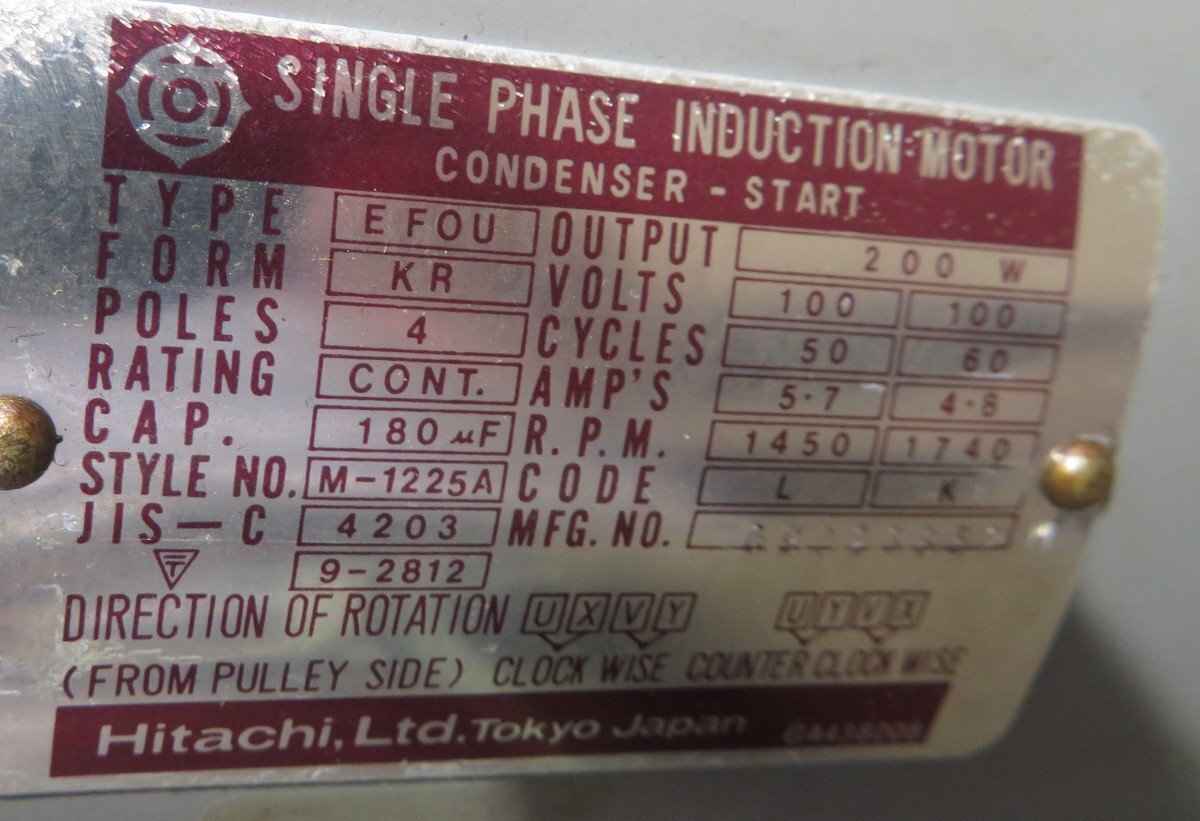 SINGLE PHASE INDUCTION MOTOR
CONDENSER - START
TYPE EFOU OUTPUT 200 W
FORM KR VOLTS 100 100
POLES 4 CYCLES 50 60
RATING CONT. AMP'S 5.7 4.8
CAP. 180 μF R.P.M. 1450 1740
STYLE NO. M-1225A CODE L K
JIS-C 4203 MFG. NO.
9-2812
DIRECTION OF ROTATION UXVY UYVX
(FROM PULLEY SIDE) CLOCK WISE COUNTER CLOCK WISE
Hitachi, Ltd. Tokyo Japan